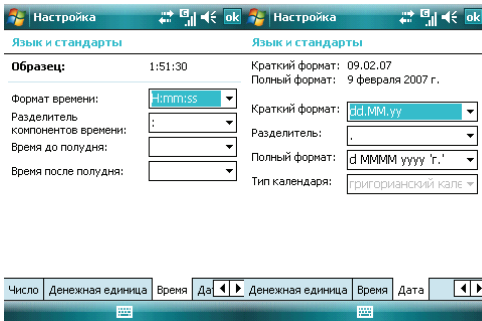 Настройка
ok
Язык и стандарты
Образец: 1:51:30
Формат времени: H:mm:ss
Разделитель
компонентов времени: :
Время до полудня:
Время после полудня:
Число Денежная единица Время Дат
Настройка
ok
Язык и стандарты
Краткий формат: 09.02.07
Полный формат: 9 февраля 2007 г.
Краткий формат: dd.MM.yy
Разделитель: .
Полный формат: d MMMM yyyy 'г.'
Тип календаря: григорианский кале
Денежная единица Время Дата